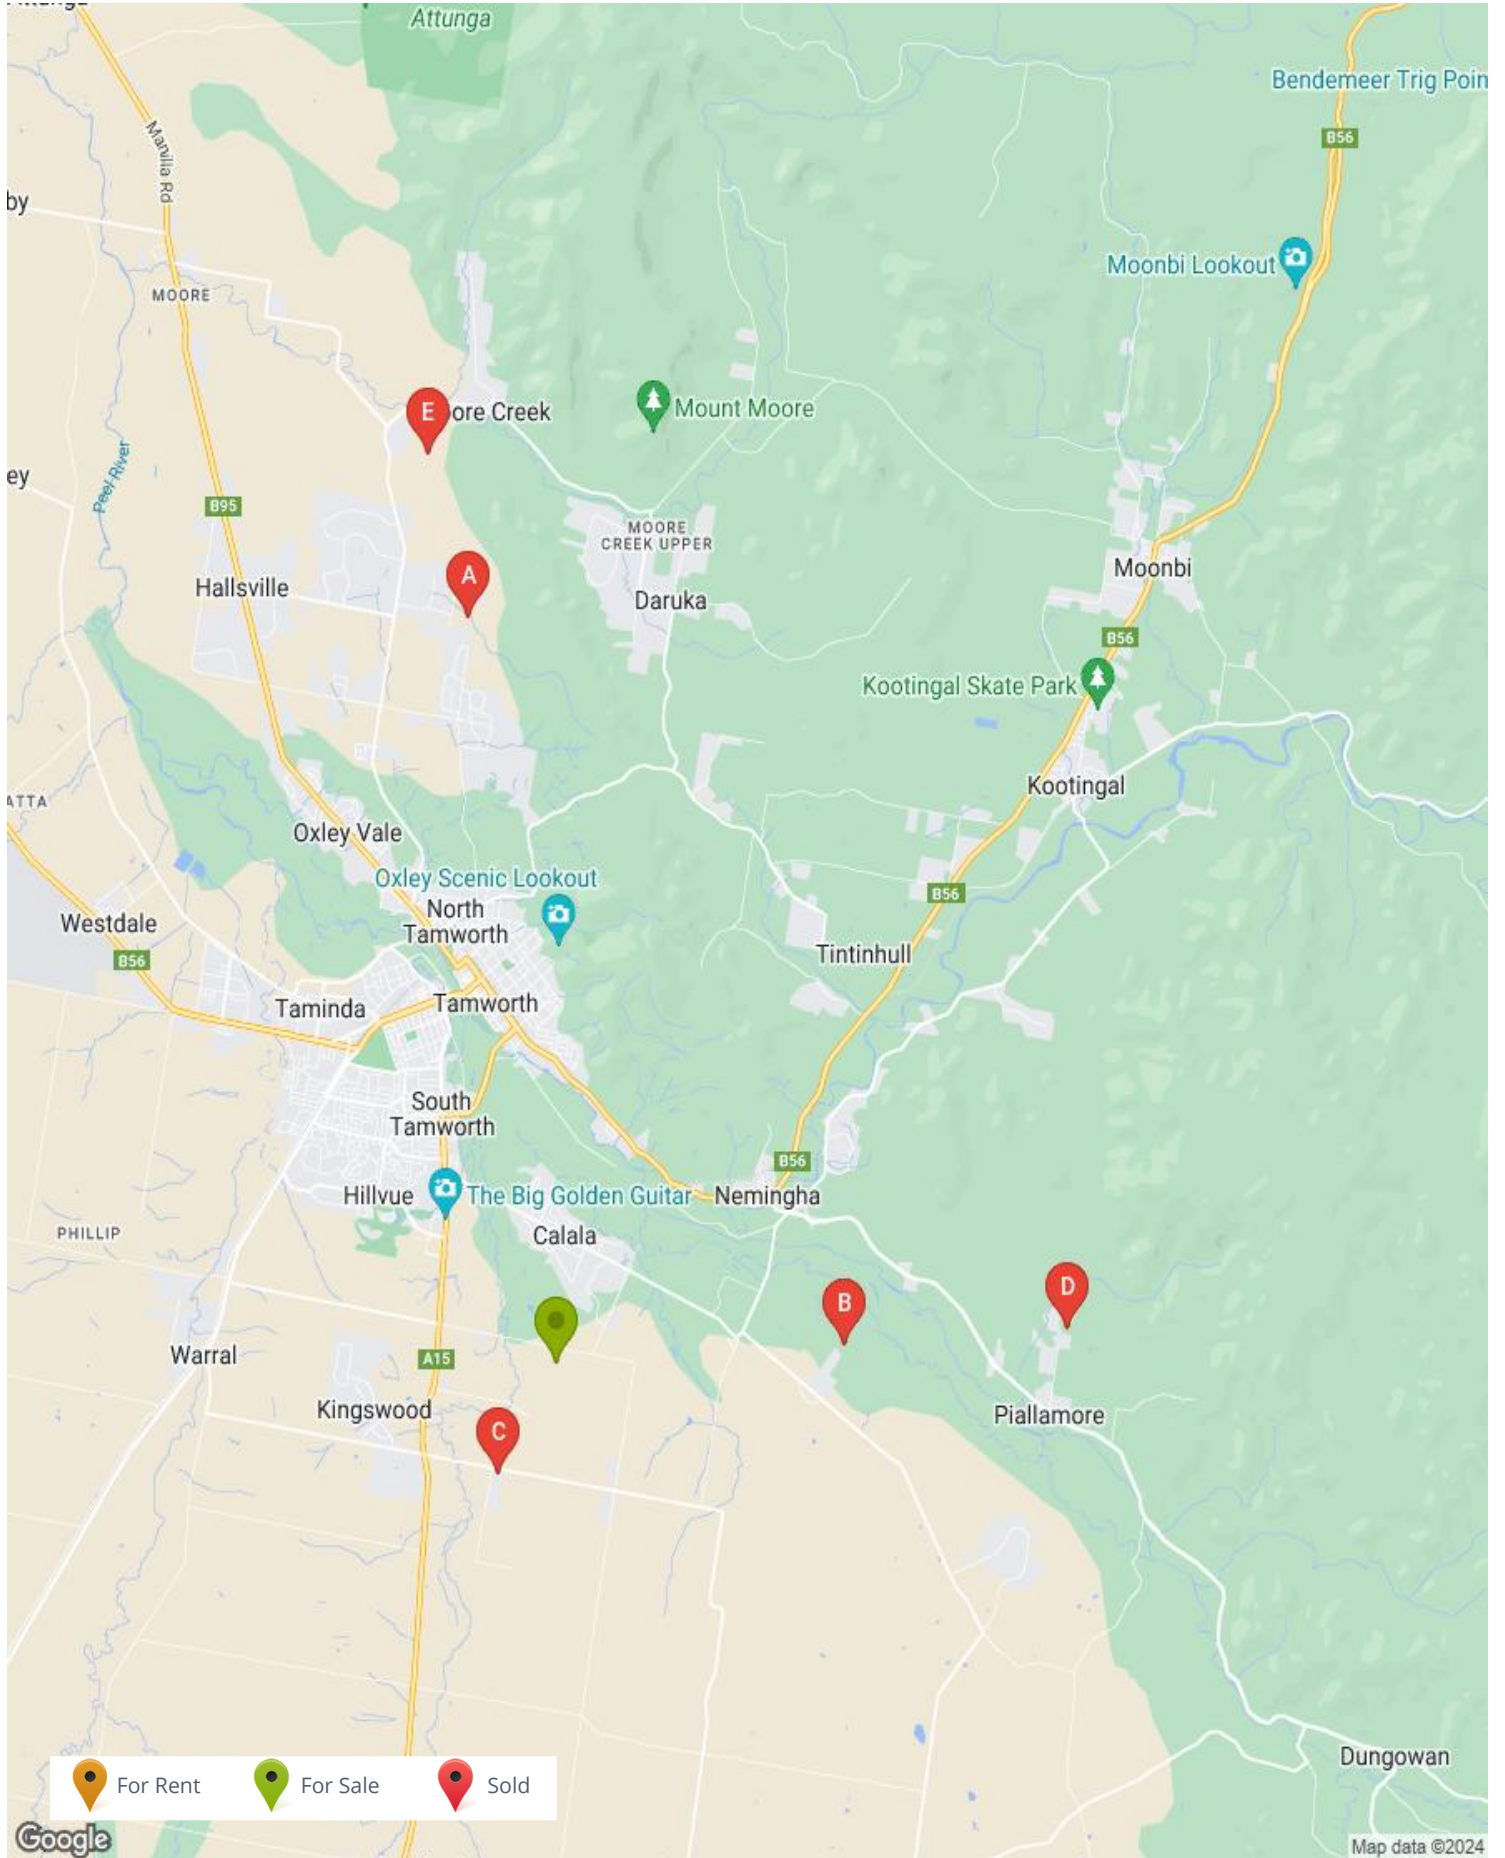 Attunga
Bendemeer Trig Poin
B56
Manilla Rd
by
Moonbi Lookout
MOORE
E
ore Creek
Mount Moore
Peel River
ey
B95
MOORE
CREEK UPPER
Moonbi
A
Hallsville
Daruka
B56
Kootingal Skate Park
Kootingal
ATTA
Oxley Vale
Oxley Scenic Lookout
B56
North
Tamworth
Westdale
Tintinhull
B56
Taminda
Tamworth
South
Tamworth
B56
Hillvue
The Big Golden Guitar
Nemingha
PHILLIP
Calala
D
B
Warral
A15
Kingswood
Piallamore
C
Dungowan
For Rent
For Sale
Sold
Google
Map data ©2024